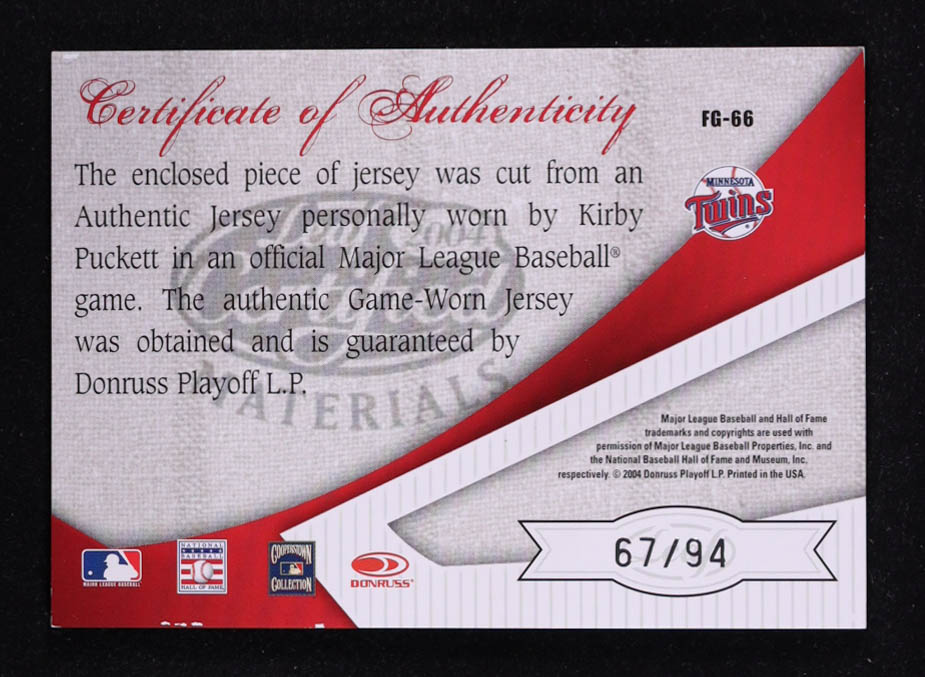 Certificate of Authenticity
FG-66
The enclosed piece of jersey was cut from an
Authentic Jersey personally worn by Kirby
Puckett in an official Major League Baseball®
game. The authentic Game-Worn Jersey
was obtained and is guaranteed by
Donruss Playoff L.P.
2004
Certified
MATERIALS
MINNESOTA
Twins
Major League Baseball and Hall of Fame
trademarks and copyrights are used with
permission of Major League Baseball Properties, Inc. and
the National Baseball Hall of Fame and Museum, Inc.
respectively. © 2004 Donruss Playoff L.P. Printed in the USA.
67/94
MAJOR LEAGUE BASEBALL
NATIONAL
BASEBALL
HALL OF FAME
COOPERSTOWN
COLLECTION
DONRUSS®